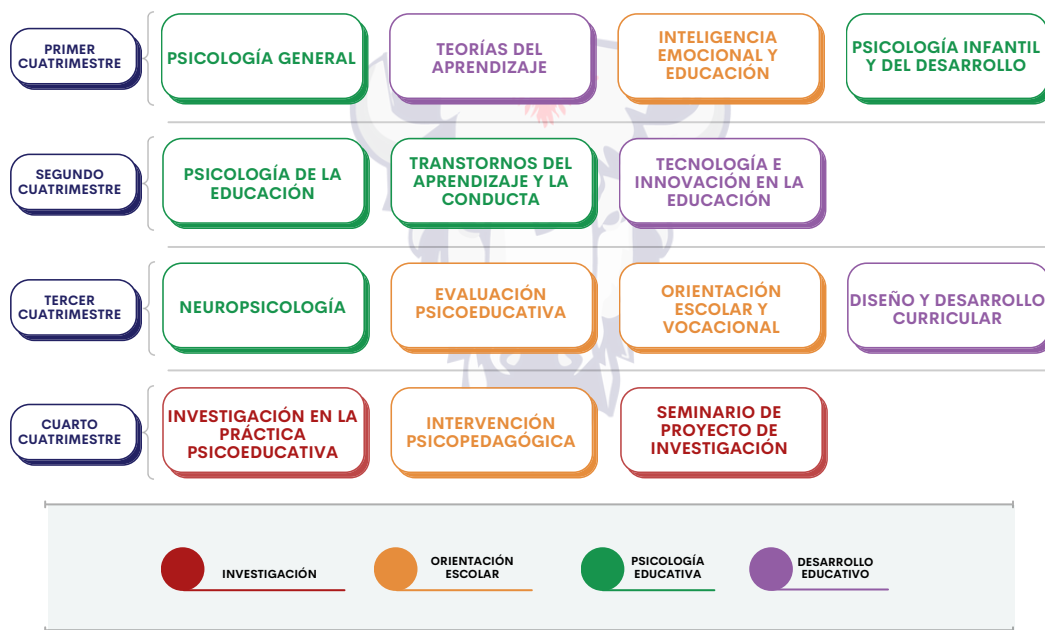 PRIMER
CUATRIMESTRE
PSICOLOGÍA GENERAL
TEORÍAS DEL
APRENDIZAJE
INTELIGENCIA
EMOCIONAL Y
EDUCACIÓN
PSICOLOGÍA INFANTIL
Y DEL DESARROLLO
SEGUNDO
CUATRIMESTRE
PSICOLOGÍA DE LA
EDUCACIÓN
TRANSTORNOS DEL
APRENDIZAJE Y LA
CONDUCTA
TECNOLOGÍA E
INNOVACIÓN EN LA
EDUCACIÓN
TERCER
CUATRIMESTRE
NEUROPSICOLOGÍA
EVALUACIÓN
PSICOEDUCATIVA
ORIENTACIÓN
ESCOLAR Y
VOCACIONAL
DISEÑO Y DESARROLLO
CURRICULAR
CUARTO
CUATRIMESTRE
INVESTIGACIÓN EN LA
PRÁCTICA
PSICOEDUCATIVA
INTERVENCIÓN
PSICOPEDAGÓGICA
SEMINARIO DE
PROYECTO DE
INVESTIGACIÓN
INVESTIGACIÓN
ORIENTACIÓN
ESCOLAR
PSICOLOGÍA
EDUCATIVA
DESARROLLO
EDUCATIVO